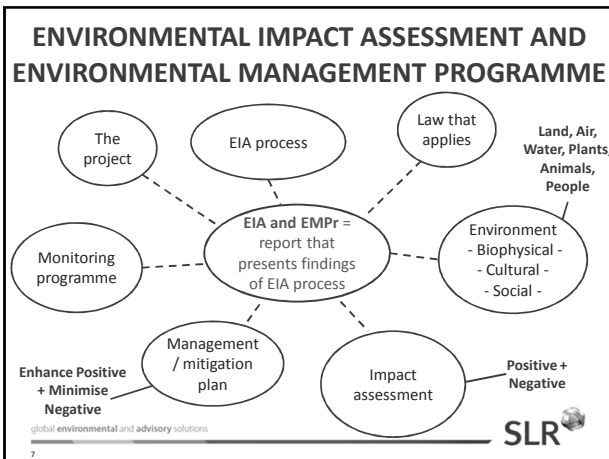 ENVIRONMENTAL IMPACT ASSESSMENT AND
ENVIRONMENTAL MANAGEMENT PROGRAMME
The
project
EIA process
Law that
applies
Land, Air,
Water, Plants,
Animals,
People
EIA and EMPr =
report that
presents findings
of EIA process
Environment
- Biophysical -
- Cultural -
- Social -
Monitoring
programme
Management
/ mitigation
plan
Enhance Positive
+ Minimise
Negative
Impact
assessment
Positive +
Negative
global environmental and advisory solutions
SLR
7